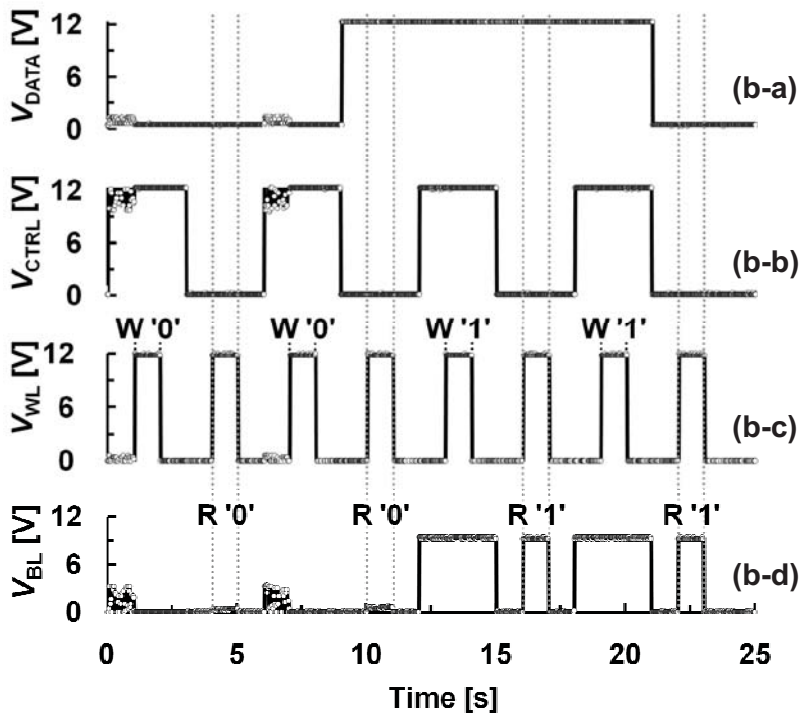 12
6
0
V_DATA [V]
(b-a)
12
6
0
V_CTRL [V]
(b-b)
W '0' W '0' W '1' W '1'
12
6
0
V_WL [V]
(b-c)
R '0' R '0' R '1' R '1'
12
6
0
V_BL [V]
(b-d)
0 5 10 15 20 25
Time [s]